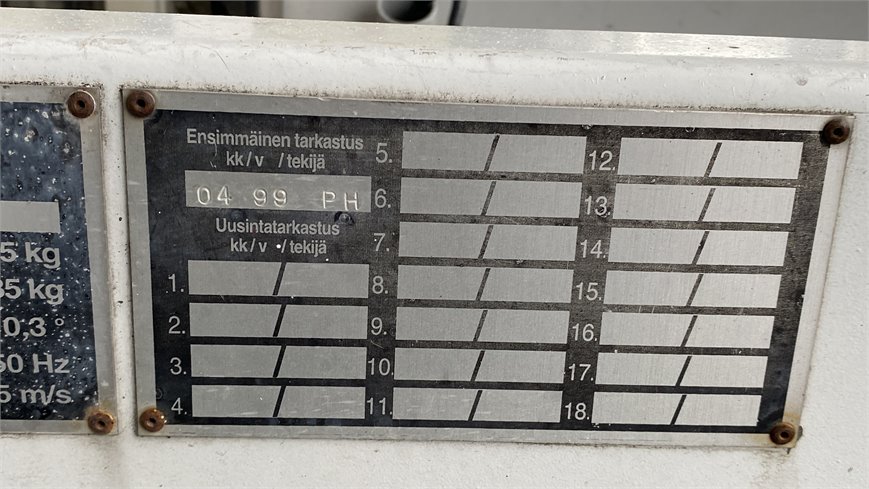 5 kg
35 kg
0,3 °
50 Hz
5 m/s
Ensimmäinen tarkastus
kk/v /tekijä
04 99 PH
Uusintatarkastus
kk/v •/tekijä
1. /
2. /
3. /
4. /
5. /
6. /
7. /
8. /
9. /
10. /
11. /
12. /
13. /
14. /
15. /
16. /
17. /
18. /